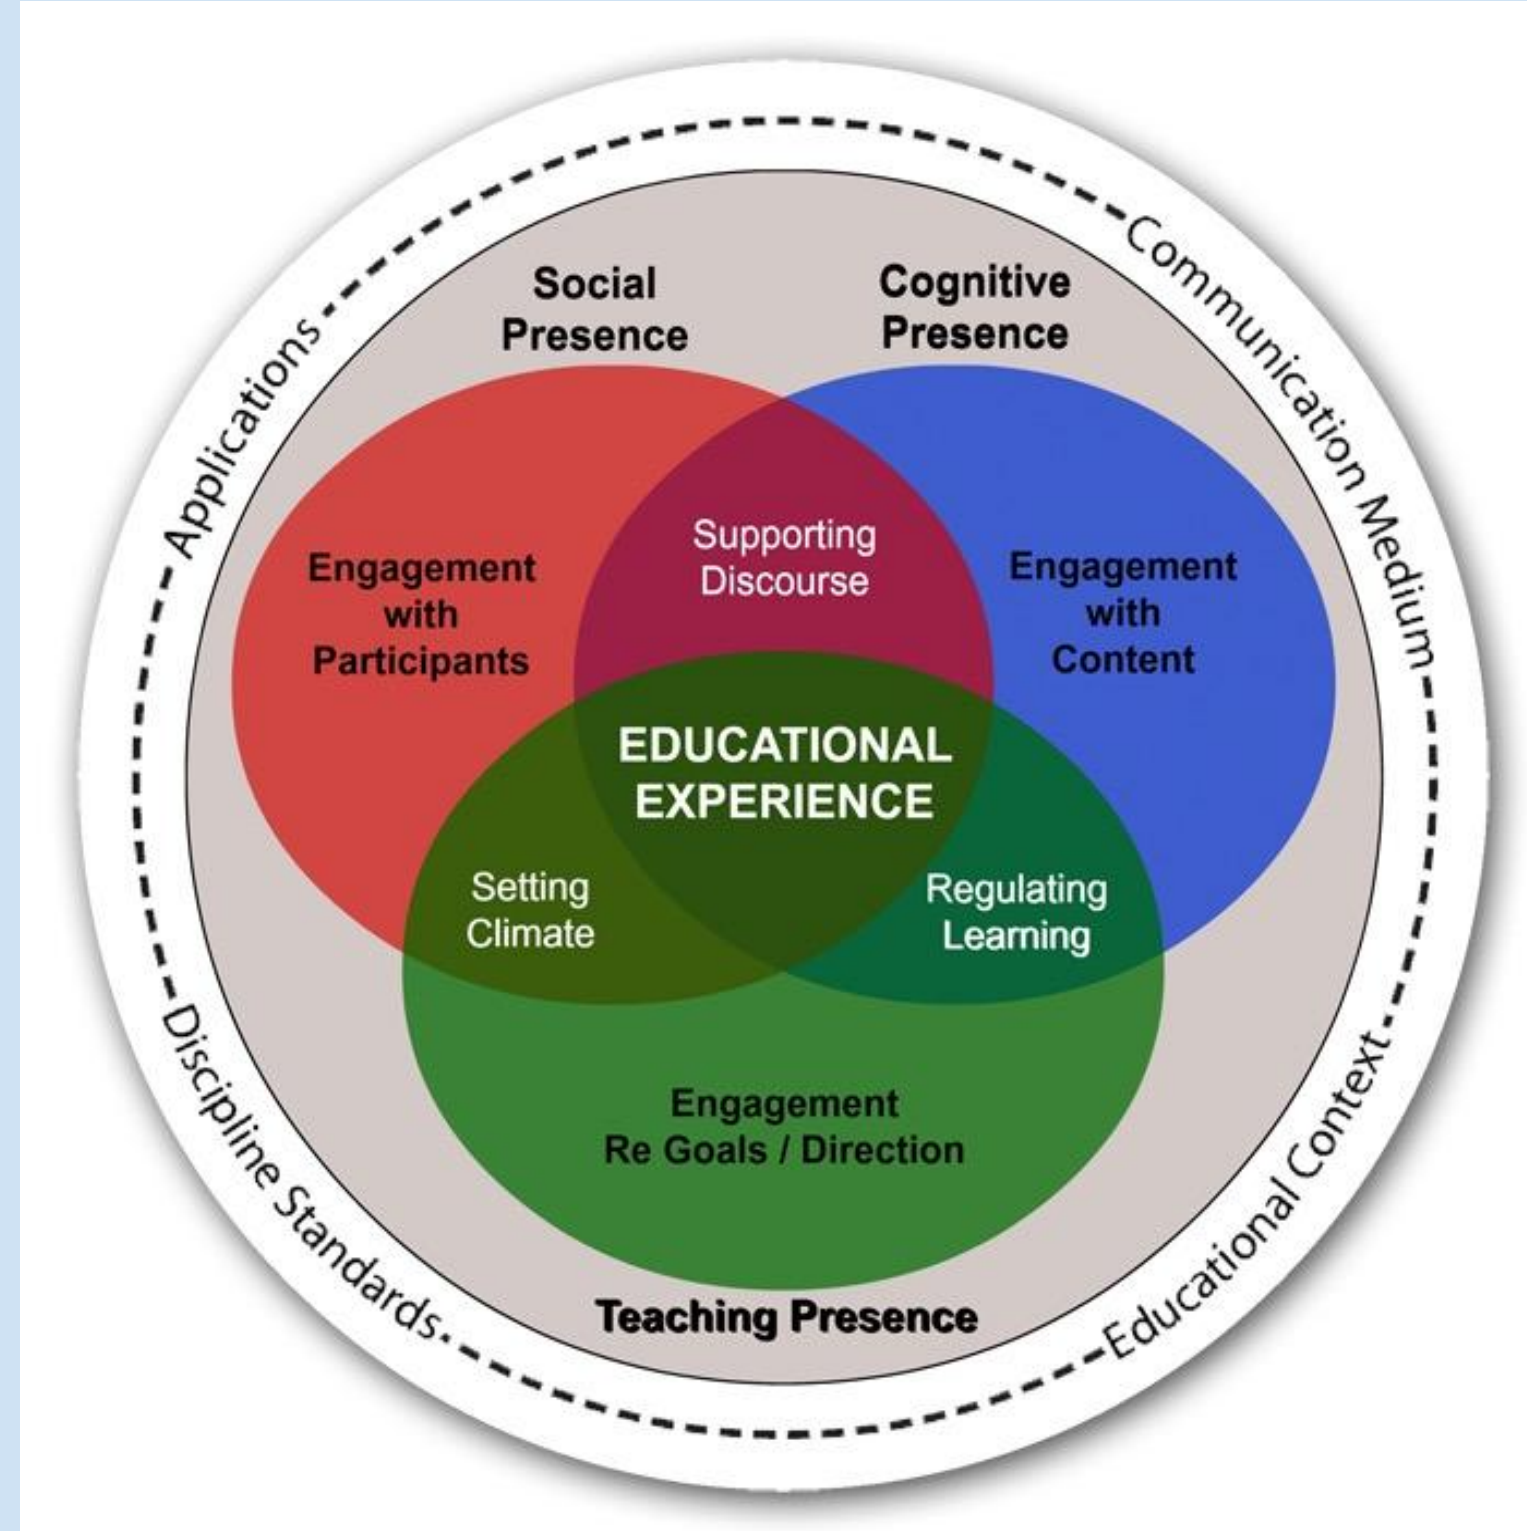 Applications
Communication Medium
Social
Presence
Cognitive
Presence
Engagement
with
Participants
Supporting
Discourse
Engagement
with
Content
EDUCATIONAL
EXPERIENCE
Setting
Climate
Regulating
Learning
Engagement
Re Goals / Direction
Teaching Presence
Discipline Standards
Educational Context